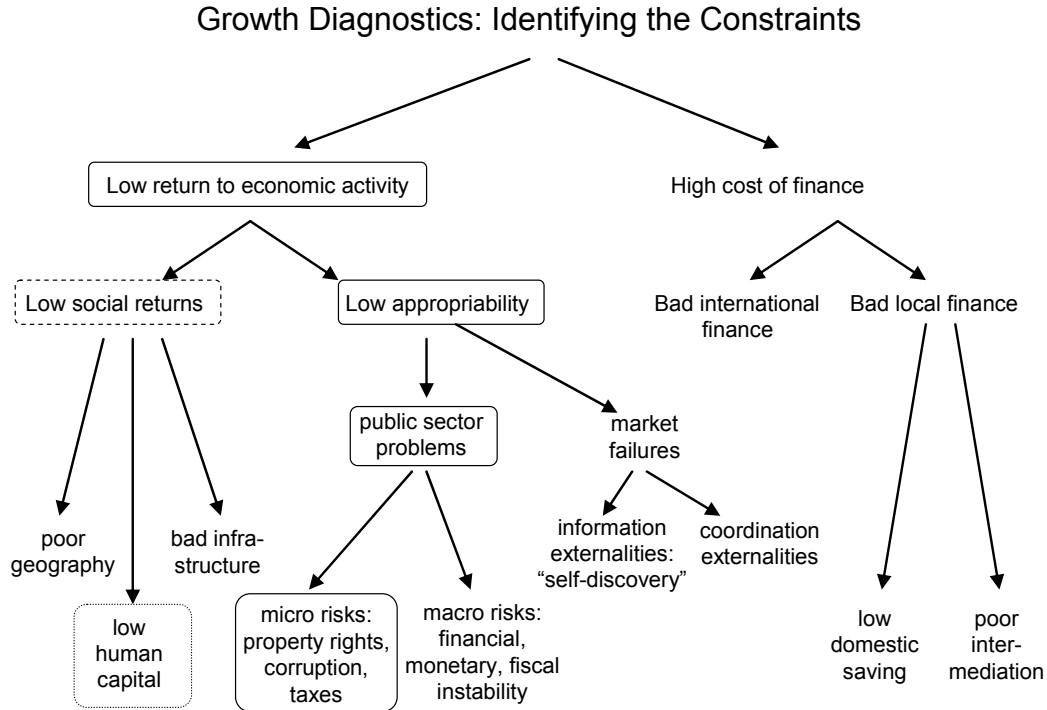 Growth Diagnostics: Identifying the Constraints
Low return to economic activity
High cost of finance
Low social returns
Low appropriability
Bad international
finance
Bad local finance
public sector
problems
market
failures
poor
geography
bad infra-
structure
information
externalities:
“self-discovery”
coordination
externalities
low
human
capital
micro risks:
property rights,
corruption,
taxes
macro risks:
financial,
monetary, fiscal
instability
low
domestic
saving
poor
inter-
mediation